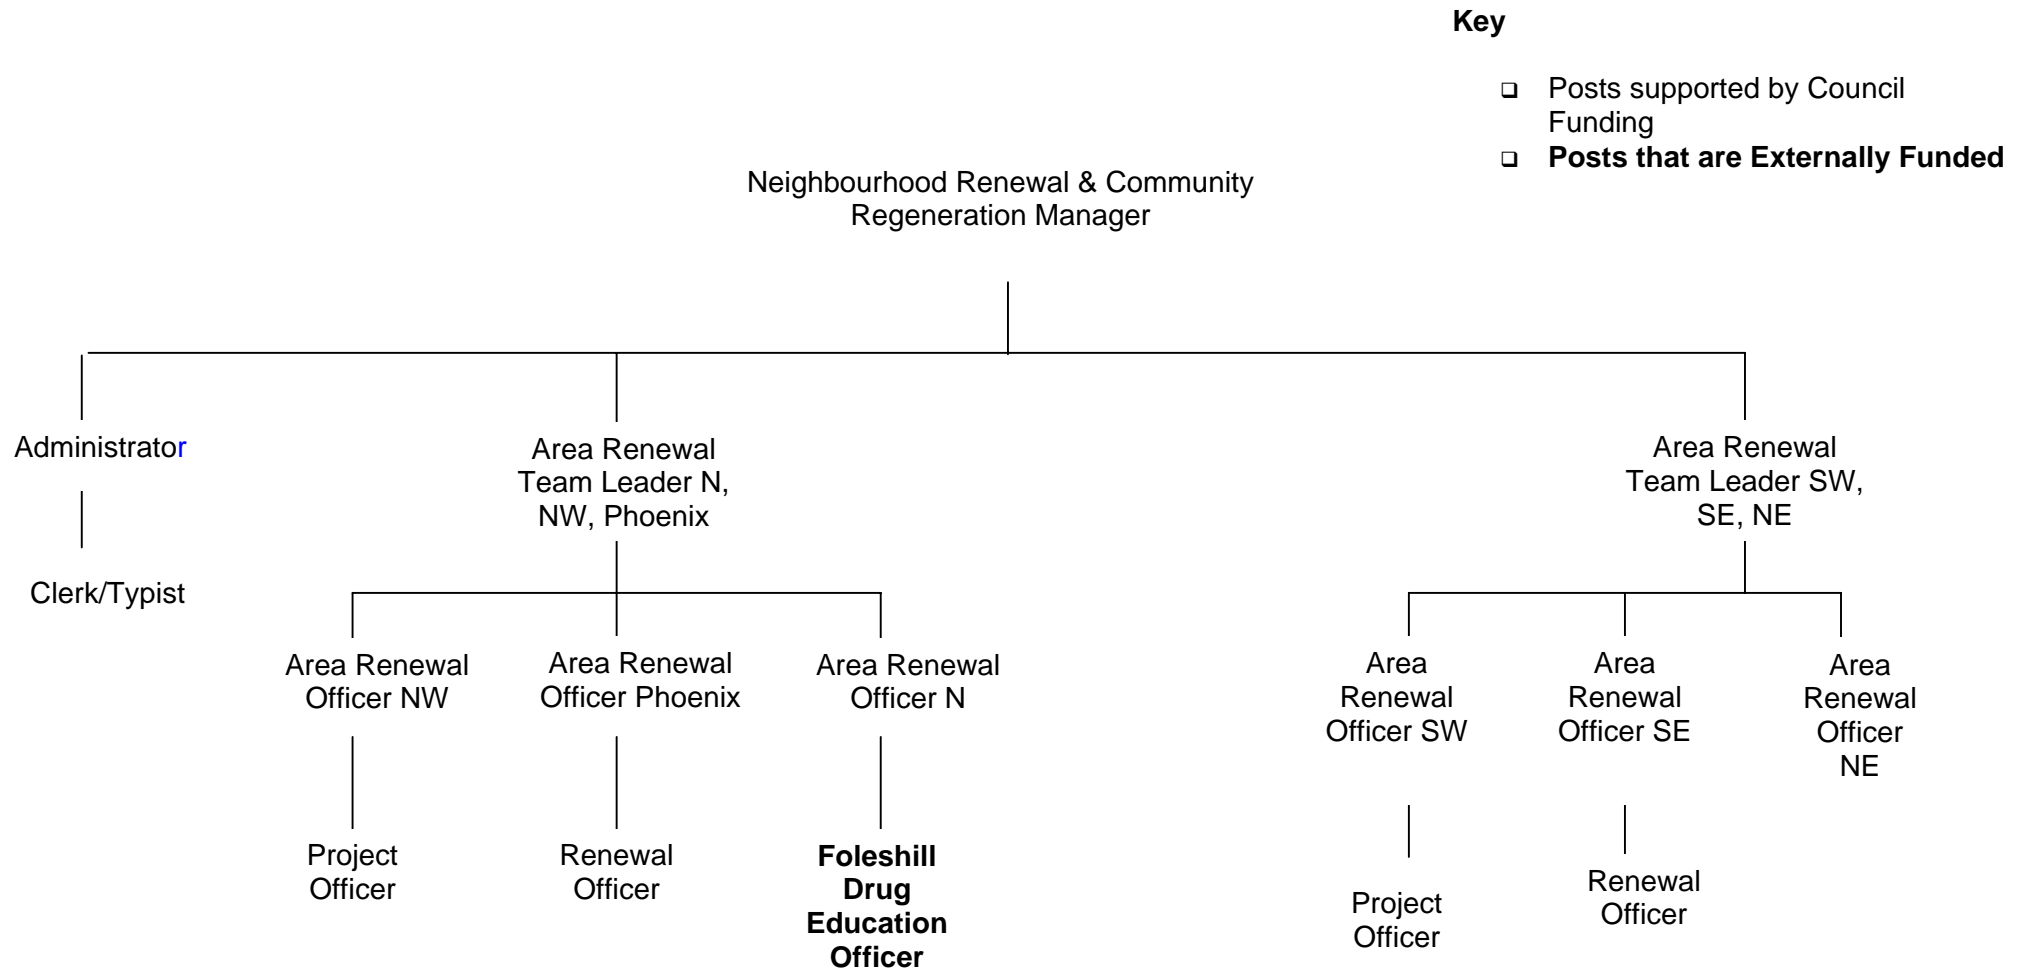 Key
❑ Posts supported by Council
Funding
❑ Posts that are Externally Funded
Neighbourhood Renewal & Community
Regeneration Manager
Administrator
Clerk/Typist
Area Renewal
Team Leader N,
NW, Phoenix
Area Renewal
Officer NW
Project
Officer
Area Renewal
Officer Phoenix
Renewal
Officer
Area Renewal
Officer N
Foleshill
Drug
Education
Officer
Area Renewal
Team Leader SW,
SE, NE
Area
Renewal
Officer SW
Project
Officer
Area
Renewal
Officer SE
Renewal
Officer
Area
Renewal
Officer
NE